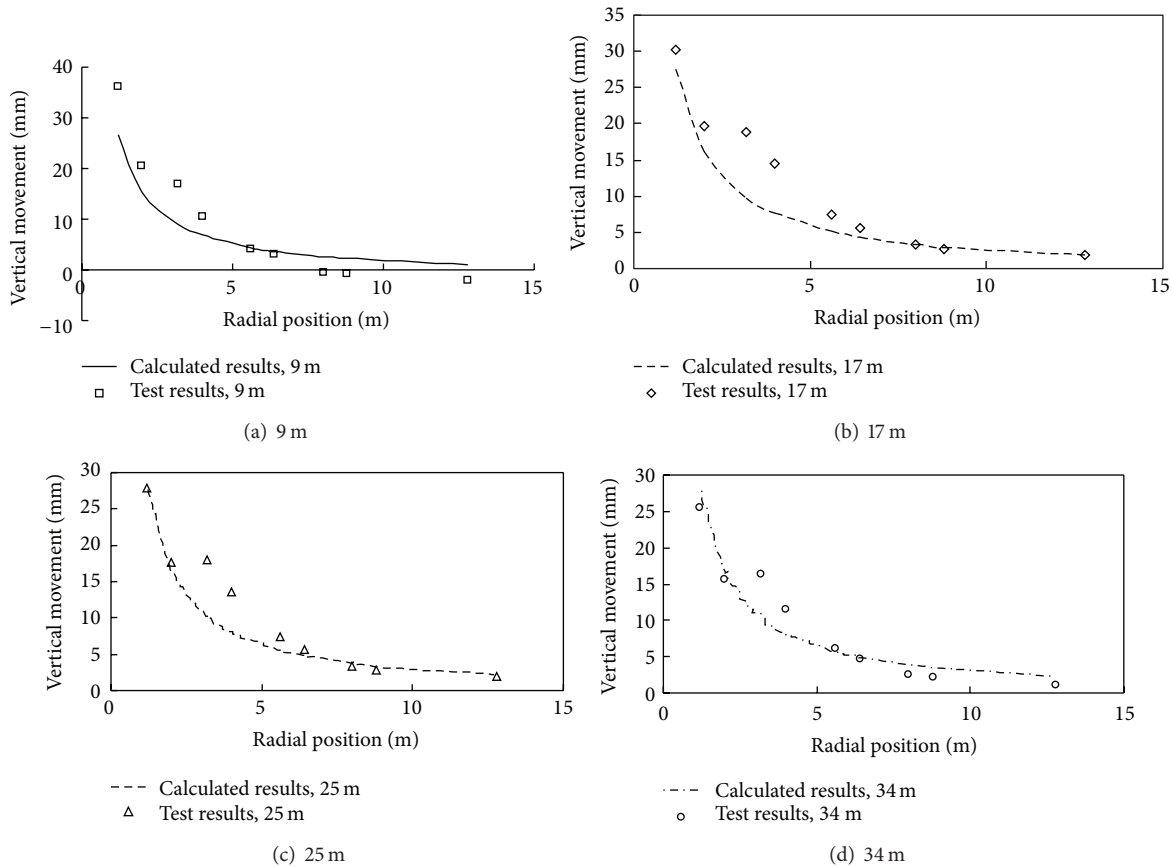 40
30
20
10
0
−10
5
10
15
Vertical movement (mm)
Radial position (m)
Calculated results, 9 m
Test results, 9 m
(a) 9 m
35
30
25
20
15
10
5
0
0
5
10
15
Vertical movement (mm)
Radial position (m)
Calculated results, 17 m
Test results, 17 m
(b) 17 m
30
25
20
15
10
5
0
0
5
10
15
Vertical movement (mm)
Radial position (m)
Calculated results, 25 m
Test results, 25 m
(c) 25 m
30
25
20
15
10
5
0
0
5
10
15
Vertical movement (mm)
Radial position (m)
Calculated results, 34 m
Test results, 34 m
(d) 34 m